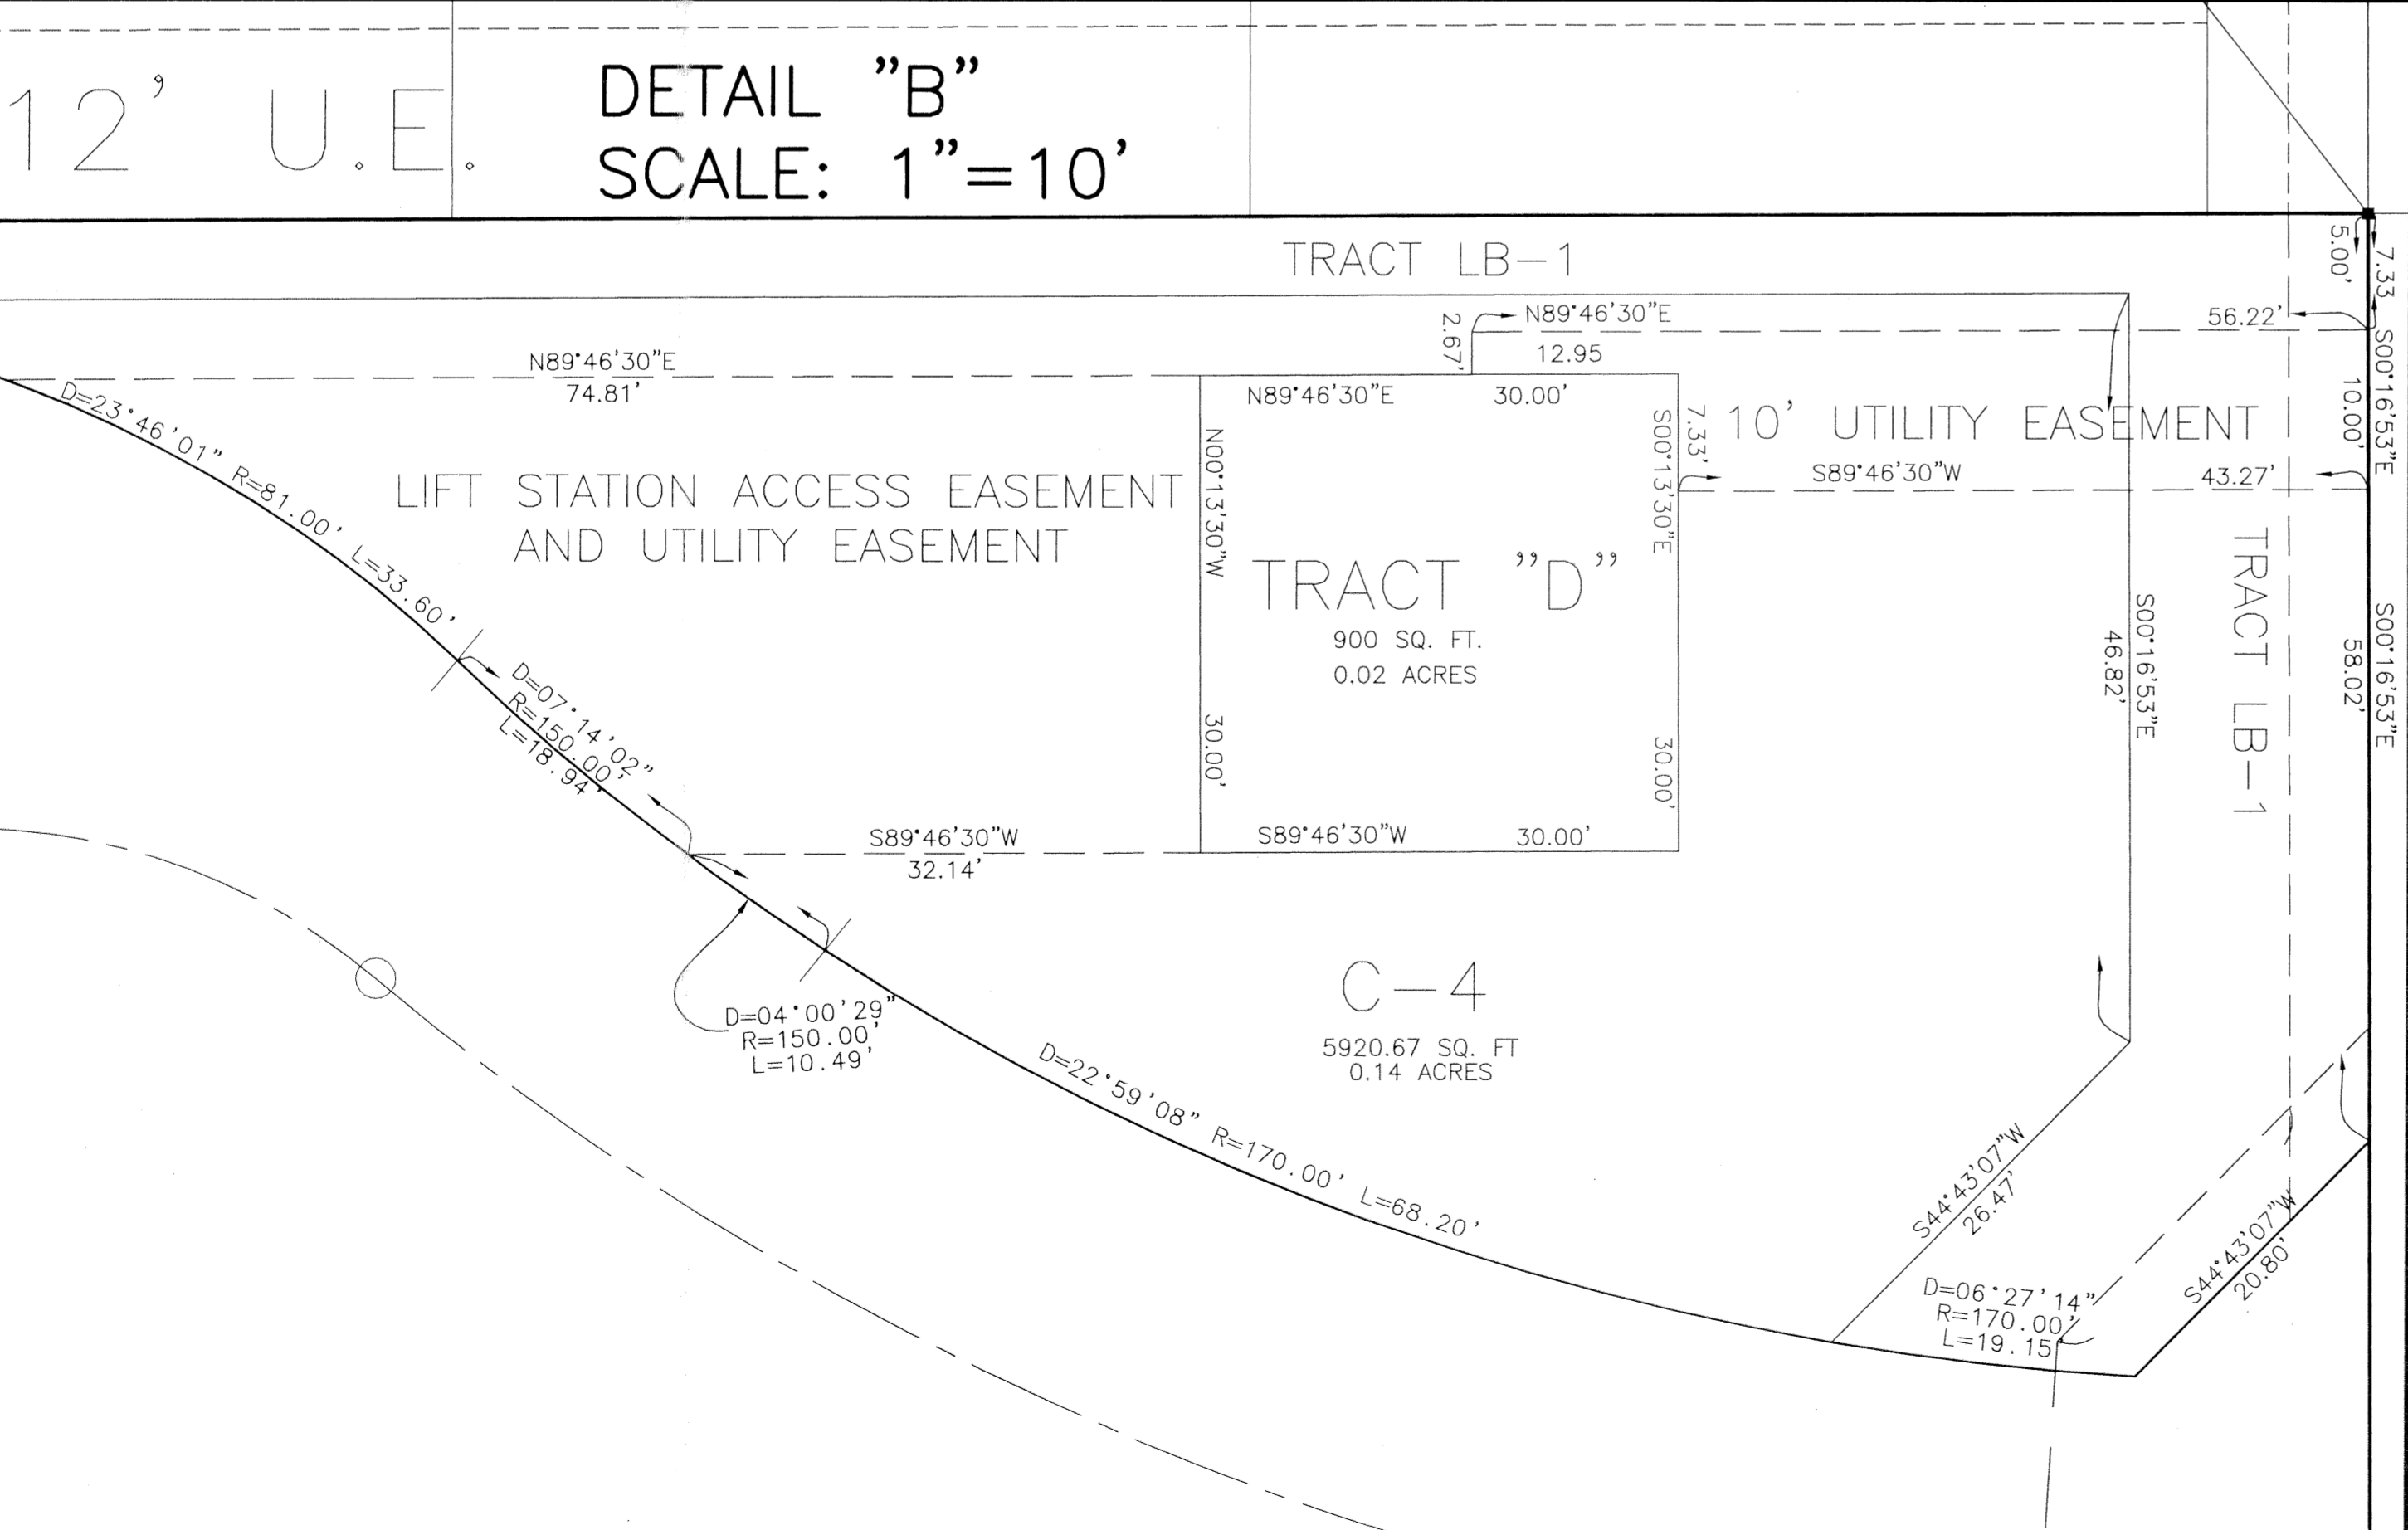 12' U.E.
DETAIL "B"
SCALE: 1"=10'
TRACT LB-1
5.00'
7.33
N89°46'30"E
12.95
2.67'
56.22'
S00°16'53"E
10.00'
N89°46'30"E
74.81'
N89°46'30"E 30.00'
D=23°46'01" R=81.00' L=33.60'
LIFT STATION ACCESS EASEMENT
AND UTILITY EASEMENT
N00°13'30"W 30.00'
S00°13'30"E 30.00'
7.33'
10' UTILITY EASEMENT
S89°46'30"W 43.27'
TRACT "D"
900 SQ. FT.
0.02 ACRES
S00°16'53"E
46.82'
TRACT LB-1
S00°16'53"E
58.02'
D=07°14'02"
R=150.00'
L=18.94'
S89°46'30"W
32.14'
S89°46'30"W 30.00'
D=04°00'29"
R=150.00'
L=10.49'
C-4
5920.67 SQ. FT
0.14 ACRES
D=22°59'08" R=170.00' L=68.20'
S44°43'07"W
26.47'
D=06°27'14"
R=170.00'
L=19.15'
S44°43'07"W
20.80'